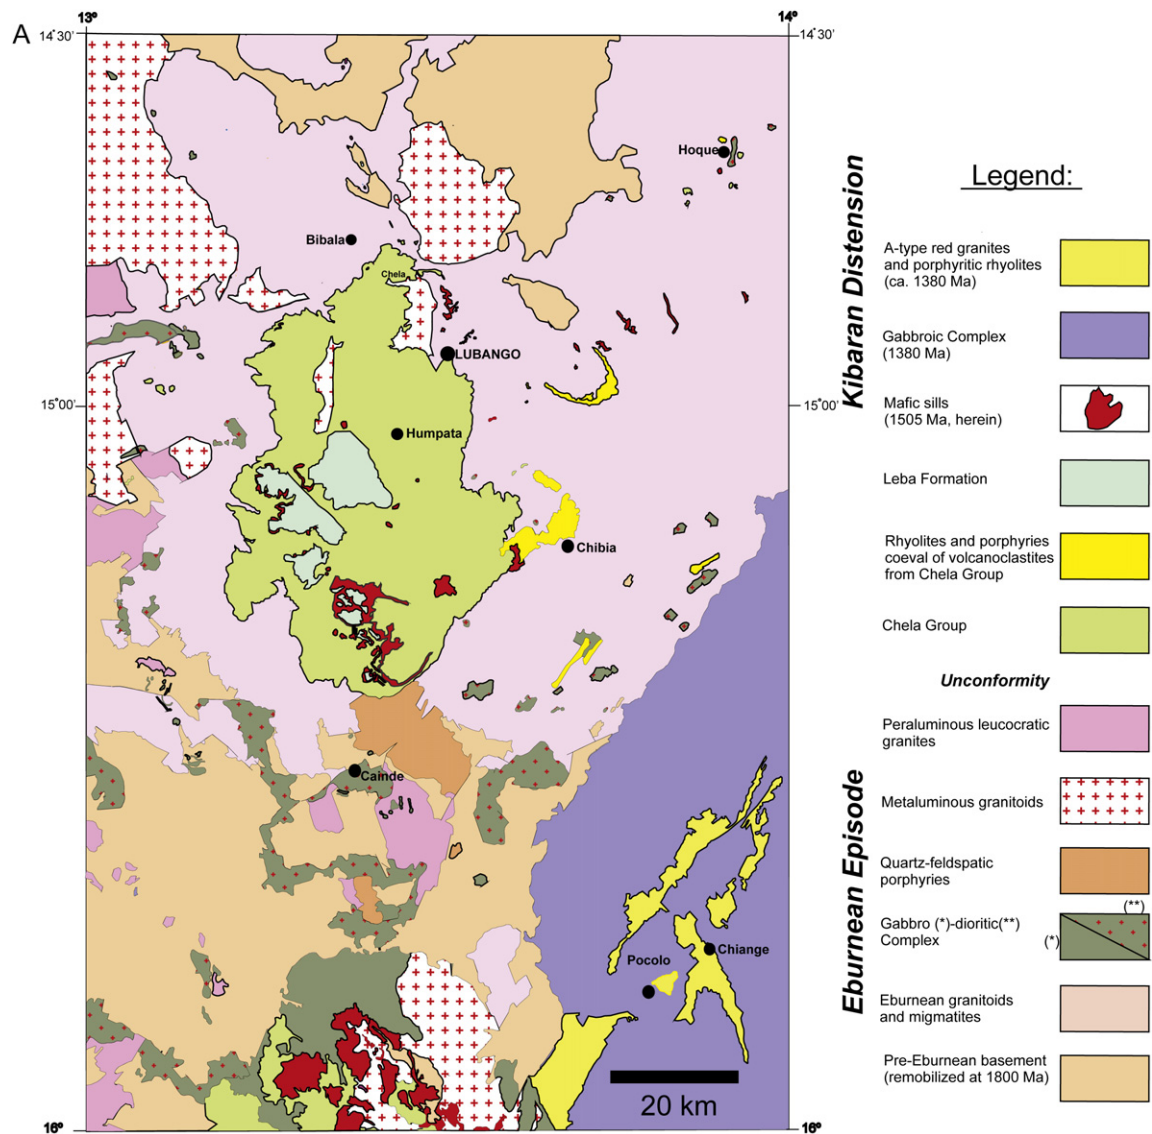 A
13°
14°
14°30'
14°30'
Hoque
Bibala
Chela
LUBANGO
15°00'
15°00'
Humpata
Chibia
Cainde
Chiange
Pocolo
20 km
16°
16°
Kibaran Distension
Eburnean Episode
Legend:
A-type red granites
and porphyritic rhyolites
(ca. 1380 Ma)
Gabbroic Complex
(1380 Ma)
Mafic sills
(1505 Ma, herein)
Leba Formation
Rhyolites and porphyries
coeval of volcanoclastites
from Chela Group
Chela Group
Unconformity
Peraluminous leucocratic
granites
Metaluminous granitoids
Quartz-feldspatic
porphyries
Gabbro (*)-dioritic(**)
Complex
(**)
(*)
Eburnean granitoids
and migmatites
Pre-Eburnean basement
(remobilized at 1800 Ma)